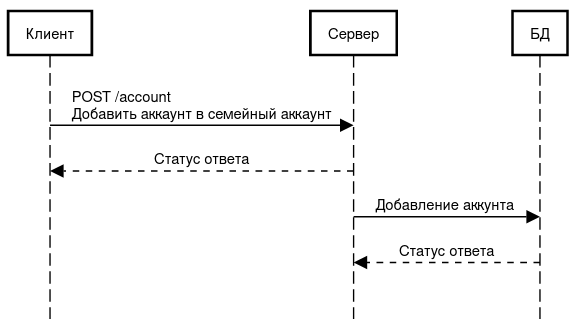 Клиент
Сервер
БД
POST /account
Добавить аккаунт в семейный аккаунт
Статус ответа
Добавление аккунта
Статус ответа